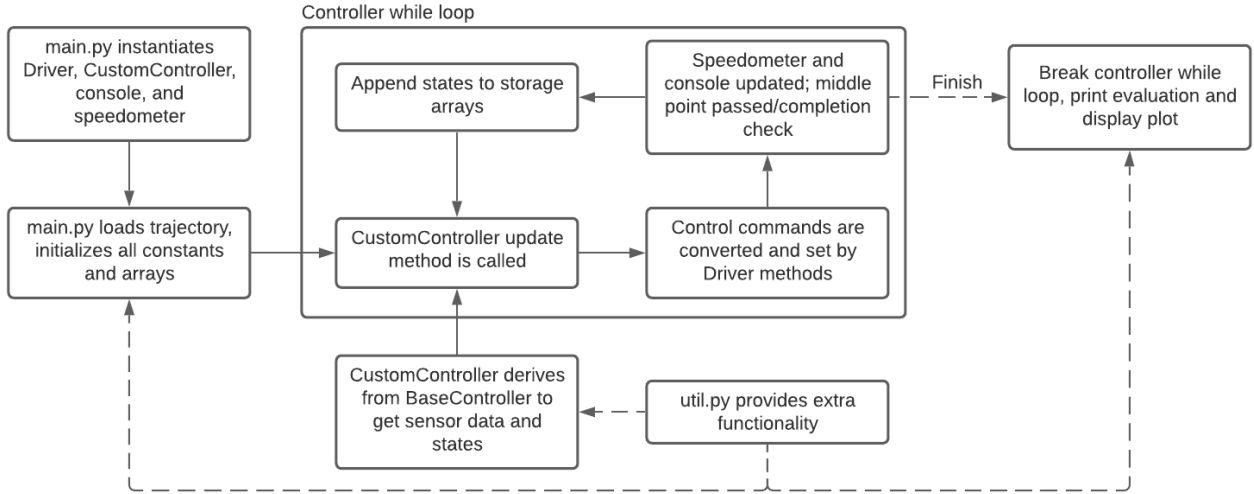 Controller while loop
main.py instantiates
Driver, CustomController,
console, and
speedometer
Append states to storage
arrays
Speedometer and
console updated; middle
point passed/completion
check
Finish
Break controller while
loop, print evaluation and
display plot
main.py loads trajectory,
initializes all constants
and arrays
CustomController update
method is called
Control commands are
converted and set by
Driver methods
CustomController derives
from BaseController to
get sensor data and
states
util.py provides extra
functionality